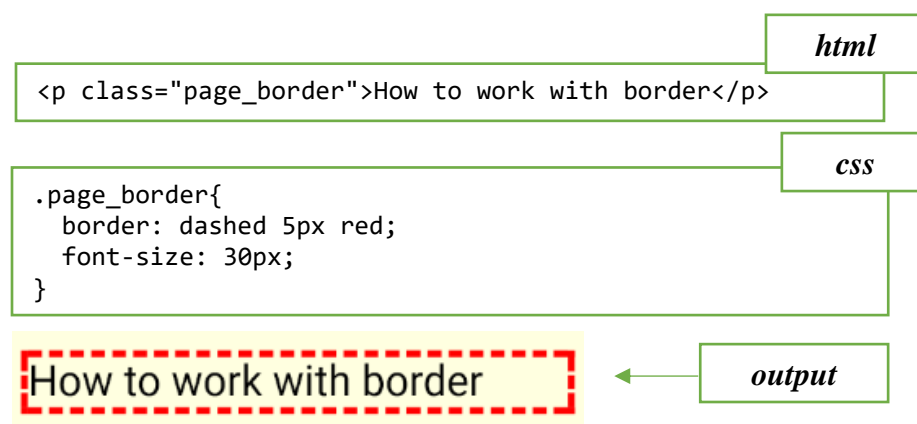 html
<p class="page_border">How to work with border</p>
css
.page_border{
  border: dashed 5px red;
  font-size: 30px;
}
How to work with border
output